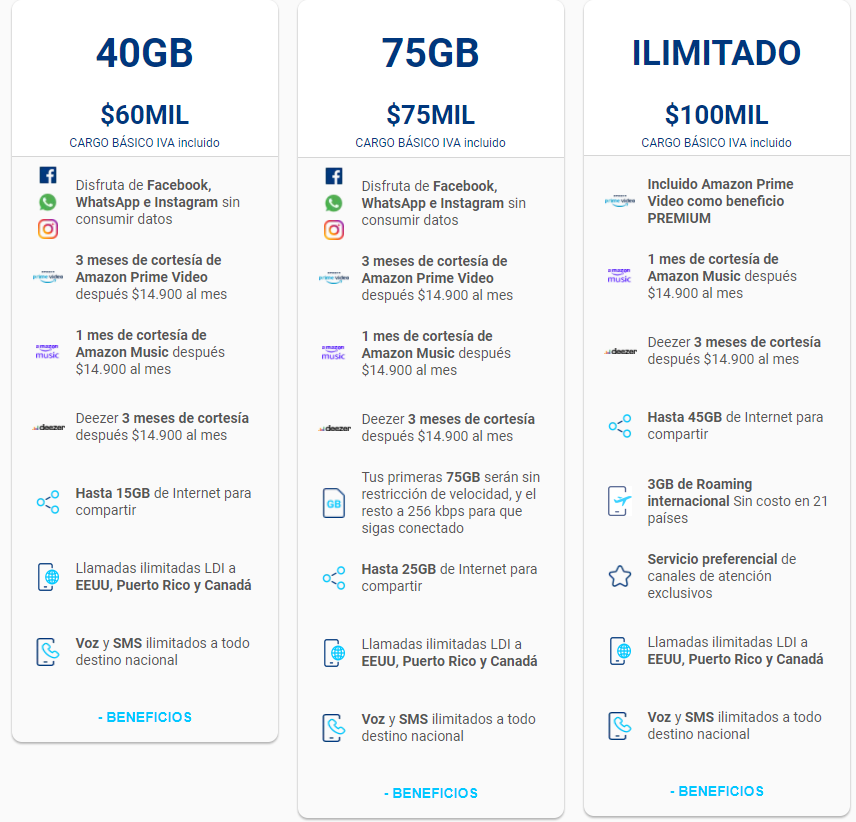 40GB
$60MIL
CARGO BÁSICO IVA incluido
Disfruta de Facebook,
WhatsApp e Instagram sin
consumir datos
prime video
3 meses de cortesía de
Amazon Prime Video
después $14.900 al mes
amazon
music
1 mes de cortesía de
Amazon Music después
$14.900 al mes
deezer
Deezer 3 meses de cortesía
después $14.900 al mes
Hasta 15GB de Internet para
compartir
Llamadas ilimitadas LDI a
EEUU, Puerto Rico y Canadá
Voz y SMS ilimitados a todo
destino nacional
- BENEFICIOS
75GB
$75MIL
CARGO BÁSICO IVA incluido
Disfruta de Facebook,
WhatsApp e Instagram sin
consumir datos
prime video
3 meses de cortesía de
Amazon Prime Video
después $14.900 al mes
amazon
music
1 mes de cortesía de
Amazon Music después
$14.900 al mes
deezer
Deezer 3 meses de cortesía
después $14.900 al mes
GB
Tus primeras 75GB serán sin
restricción de velocidad, y el
resto a 256 kbps para que
sigas conectado
Hasta 25GB de Internet para
compartir
Llamadas ilimitadas LDI a
EEUU, Puerto Rico y Canadá
Voz y SMS ilimitados a todo
destino nacional
- BENEFICIOS
ILIMITADO
$100MIL
CARGO BÁSICO IVA incluido
prime video
Incluido Amazon Prime
Video como beneficio
PREMIUM
amazon
music
1 mes de cortesía de
Amazon Music después
$14.900 al mes
deezer
Deezer 3 meses de cortesía
después $14.900 al mes
Hasta 45GB de Internet para
compartir
3GB de Roaming
internacional Sin costo en 21
países
Servicio preferencial de
canales de atención
exclusivos
Llamadas ilimitadas LDI a
EEUU, Puerto Rico y Canadá
Voz y SMS ilimitados a todo
destino nacional
- BENEFICIOS